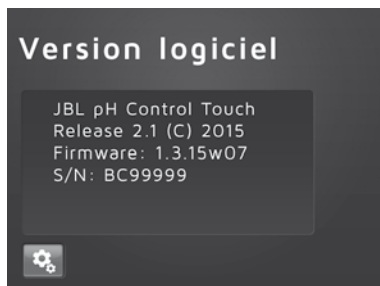 Version logiciel
JBL pH Control Touch
Release 2.1 (C) 2015
Firmware: 1.3.15w07
S/N: BC99999